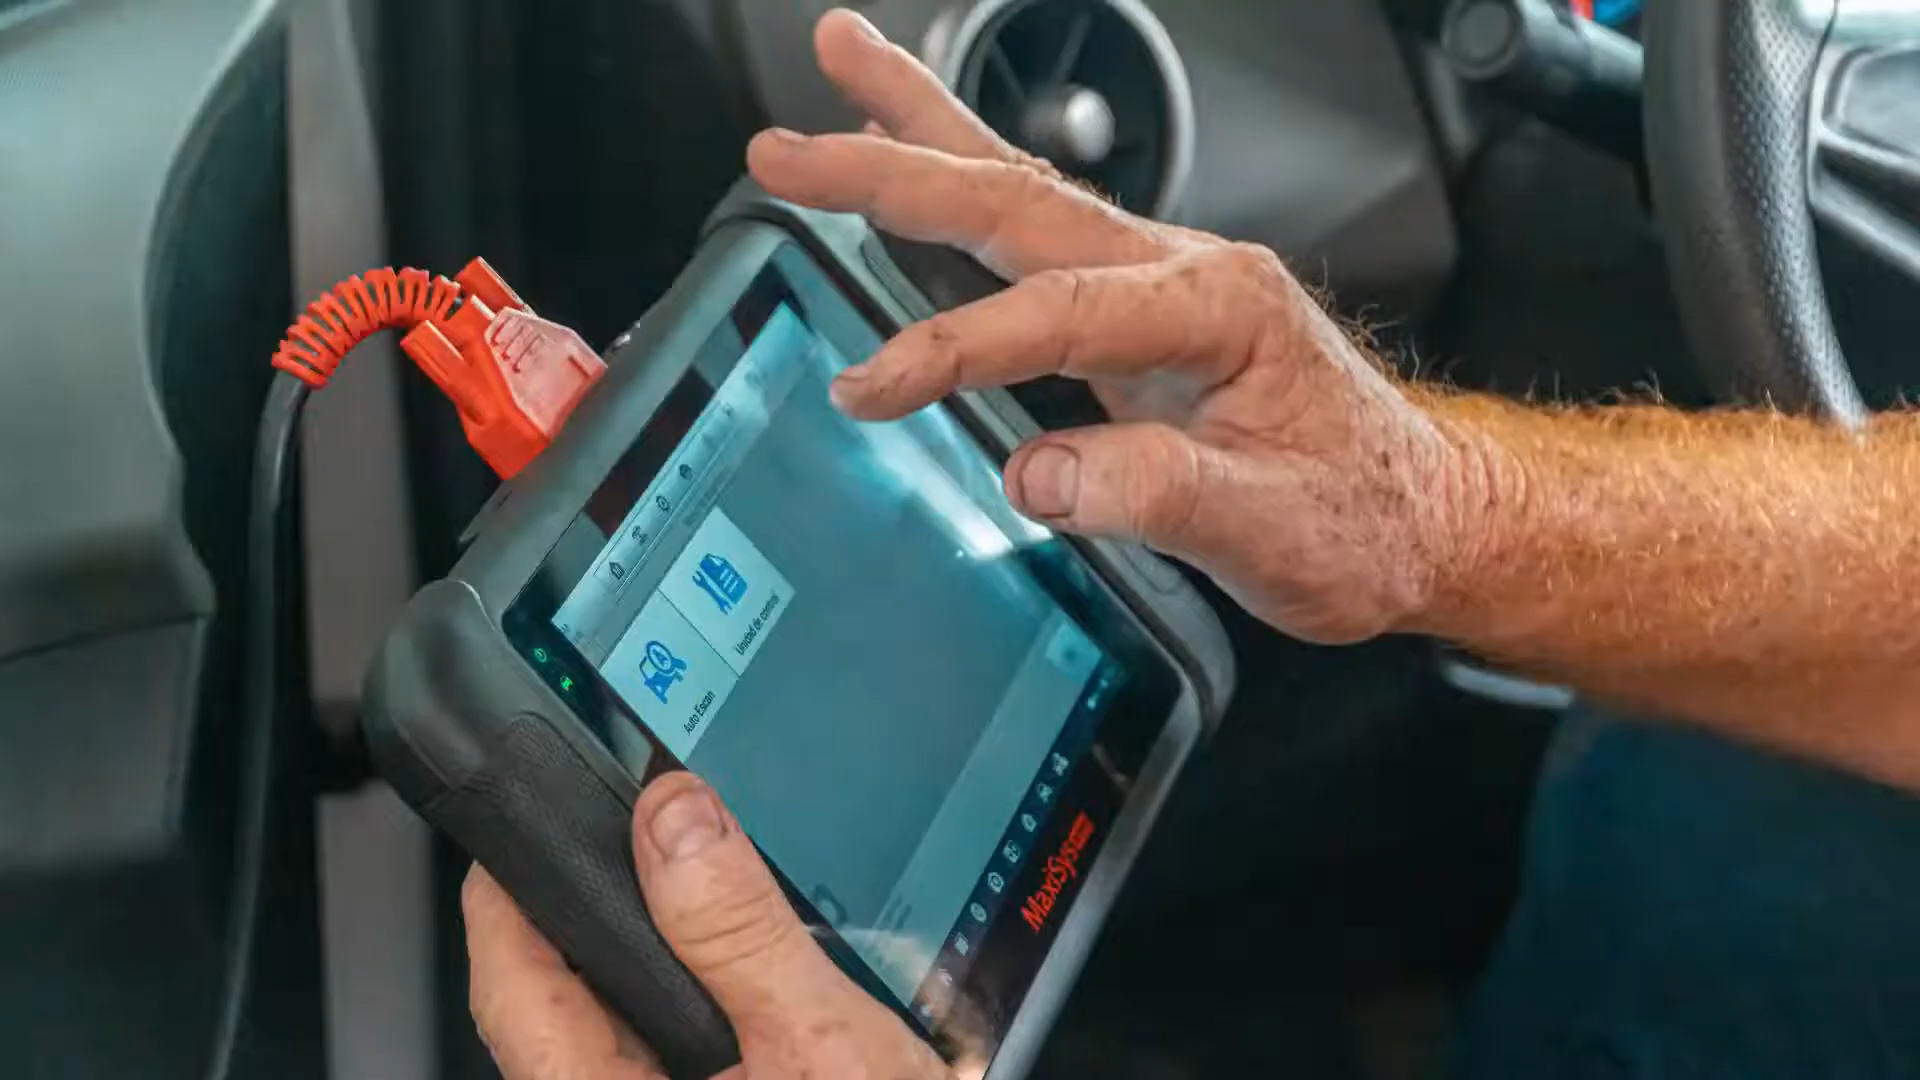 Auto Escan
Unidad de control
MaxiSys